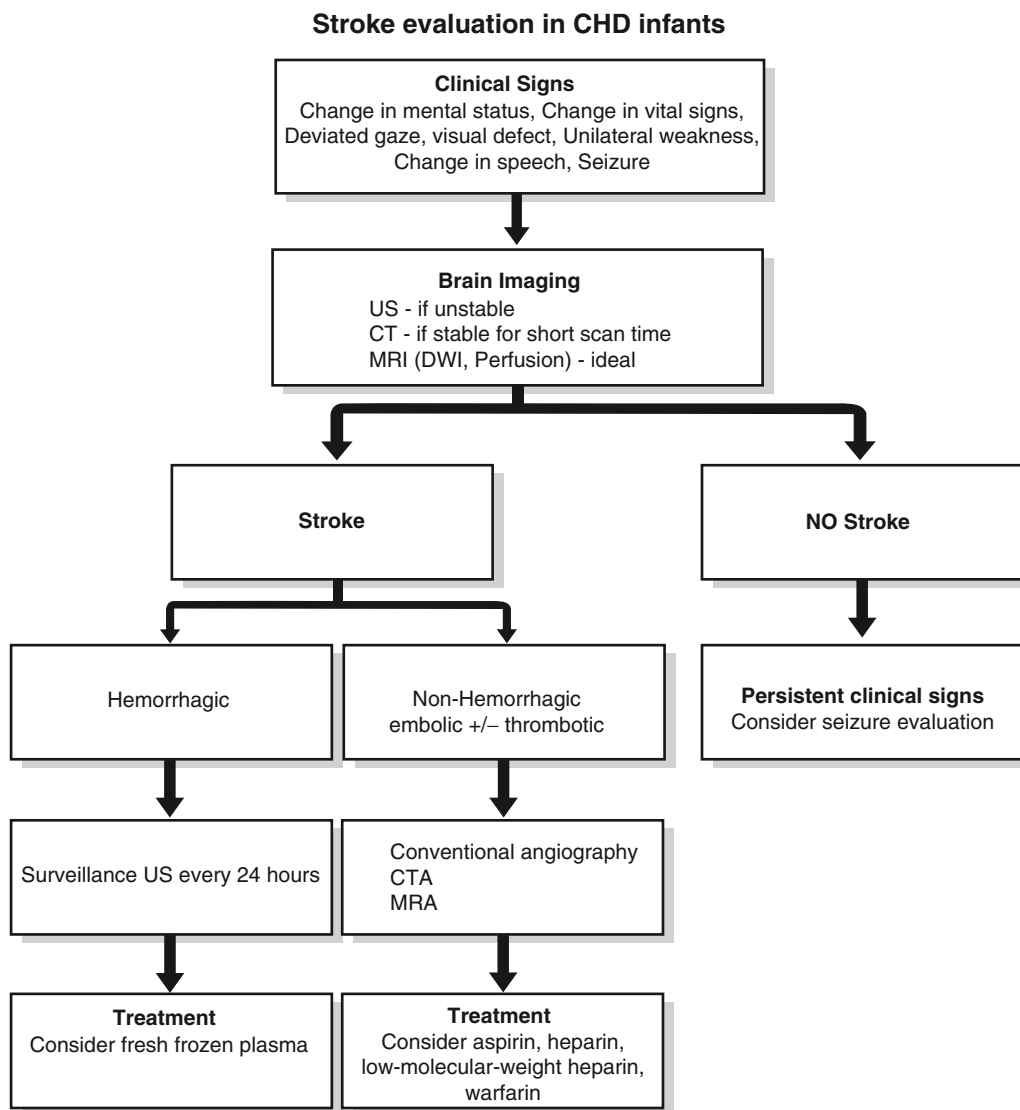 Stroke evaluation in CHD infants
Clinical Signs
Change in mental status, Change in vital signs,
Deviated gaze, visual defect, Unilateral weakness,
Change in speech, Seizure
Brain Imaging
US - if unstable
CT - if stable for short scan time
MRI (DWI, Perfusion) - ideal
Stroke
NO Stroke
Hemorrhagic
Non-Hemorrhagic
embolic +/– thrombotic
Persistent clinical signs
Consider seizure evaluation
Surveillance US every 24 hours
Conventional angiography
CTA
MRA
Treatment
Consider fresh frozen plasma
Treatment
Consider aspirin, heparin,
low-molecular-weight heparin,
warfarin